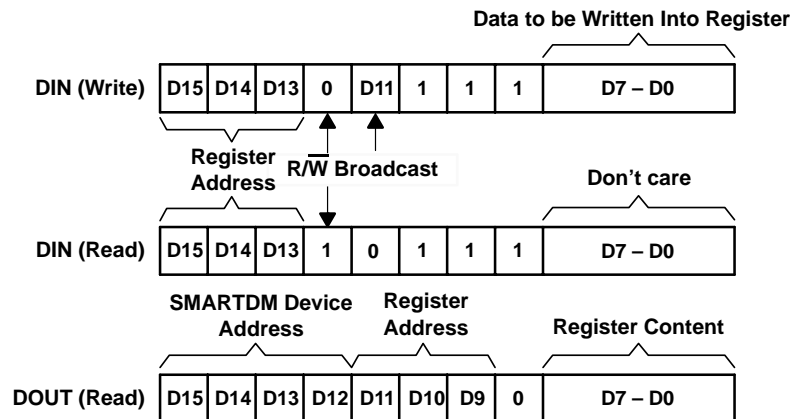 Data to be Written Into Register
DIN (Write) D15 D14 D13 0 D11 1 1 1 D7 – D0
Register
Address
R/W̅ Broadcast
Don't care
DIN (Read) D15 D14 D13 1 0 1 1 1 D7 – D0
SMARTDM Device
Address
Register
Address
Register Content
DOUT (Read) D15 D14 D13 D12 D11 D10 D9 0 D7 – D0